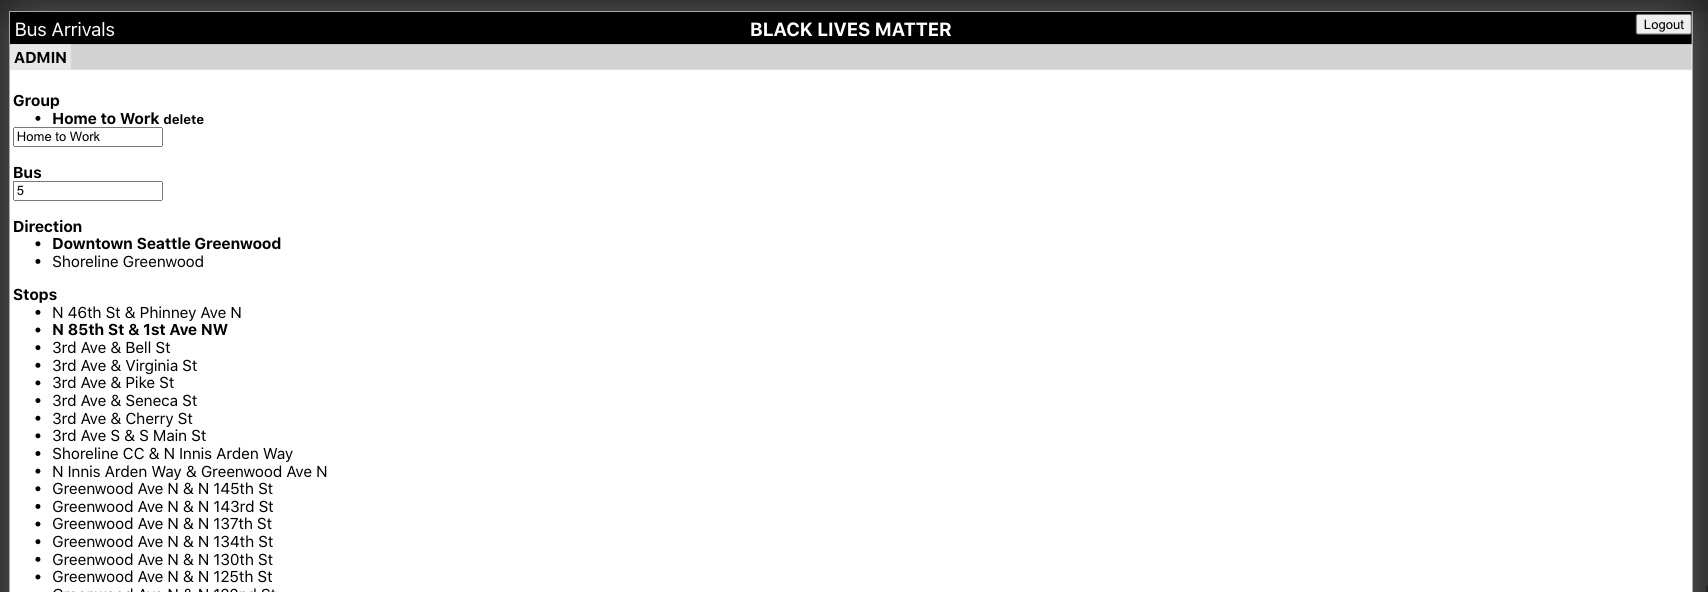 Bus Arrivals BLACK LIVES MATTER Logout
ADMIN
Group
• Home to Work delete
Home to Work
Bus
5
Direction
• Downtown Seattle Greenwood
• Shoreline Greenwood
Stops
• N 46th St & Phinney Ave N
• N 85th St & 1st Ave NW
• 3rd Ave & Bell St
• 3rd Ave & Virginia St
• 3rd Ave & Pike St
• 3rd Ave & Seneca St
• 3rd Ave & Cherry St
• 3rd Ave S & S Main St
• Shoreline CC & N Innis Arden Way
• N Innis Arden Way & Greenwood Ave N
• Greenwood Ave N & N 145th St
• Greenwood Ave N & N 143rd St
• Greenwood Ave N & N 137th St
• Greenwood Ave N & N 134th St
• Greenwood Ave N & N 130th St
• Greenwood Ave N & N 125th St